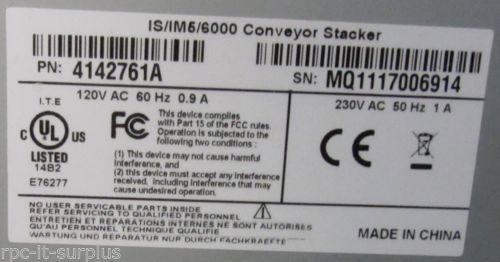 IS/IM5/6000 Conveyor Stacker
PN: 4142761A
SN: MQ1117006914
120V AC 60 Hz 0.9 A
230V AC 50 Hz 1 A
I.T.E
C UL US
LISTED
14B2
E76277
FC
This device complies
with Part 15 of the FCC rules.
Operation is subjected to the
following two conditions:
(1) This may not cause harmful
interference, and
(2) this device must accept any
interference received, including
interference that may cause
undesired operation.
CE
NO USER SERVICABLE PARTS INSIDE
REFER SERVICING TO QUALIFIED PERSONNEL
ENTRETIEN ET REPARATIONS INTERNES NE SONT AUTORISES
QU'AU PERSONNEL TECHNIQUE QUALIFIE
WARTUNG UND REPARATUR NUR DURCH FACHKRAEFTE
MADE IN CHINA
rpc-it-surplus